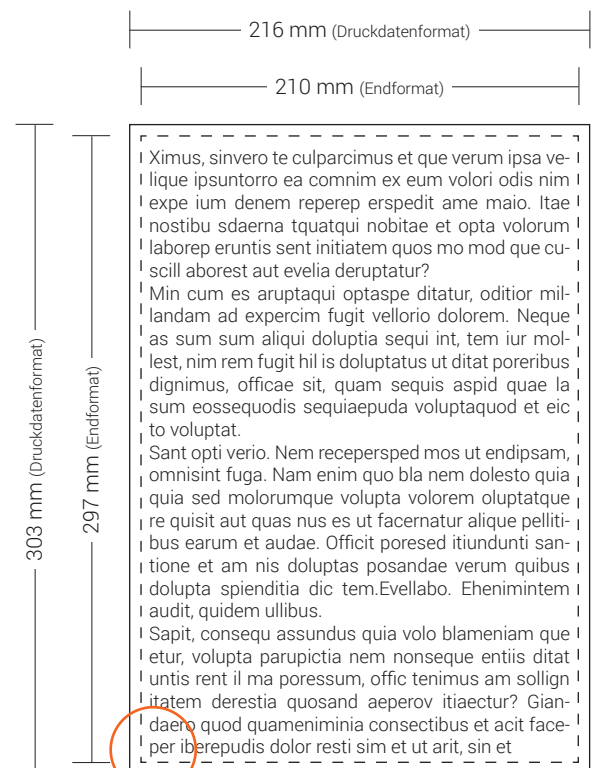 216 mm (Druckdatenformat)
210 mm (Endformat)
303 mm (Druckdatenformat)
297 mm (Endformat)
Ximus, sinvero te culparcimus et que verum ipsa ve-
lique ipsuntorro ea comnim ex eum volori odis nim
expe ium denem reperep erspedit ame maio. Itae
nostibu sdaerna tquatqui nobitae et opta volorum
laborep eruntis sent initiatem quos mo mod que cu-
scill aborest aut evelia deruptatur?
Min cum es aruptaqui optaspe ditatur, oditior mil-
landam ad expercim fugit vellorio dolorem. Neque
as sum sum aliqui doluptia sequi int, tem iur mol-
lest, nim rem fugit hil is doluptatus ut ditat poreribus
dignimus, officae sit, quam sequis aspid quae la
sum eossequodis sequiaepuda voluptaquod et eic
to voluptat.
Sant opti verio. Nem recepersped mos ut endipsam,
omnisint fuga. Nam enim quo bla nem dolesto quia
quia sed molorumque volupta volorem oluptatque
re quisit aut quas nus es ut facernatur alique pelliti-
bus earum et audae. Officit poresed itiundunti san-
tione et am nis doluptas posandae verum quibus
dolupta spienditia dic tem.Evellabo. Ehenimintem
audit, quidem ullibus.
Sapit, consequ assundus quia volo blameniam que
etur, volupta parupictia nem nonseque entiis ditat
untis rent il ma poressum, offic tenimus am sollign
itatem derestia quosand aeperov itiaectur? Gian-
daero quod quameniminia consectibus et acit face-
per iberepudis dolor resti sim et ut arit, sin et